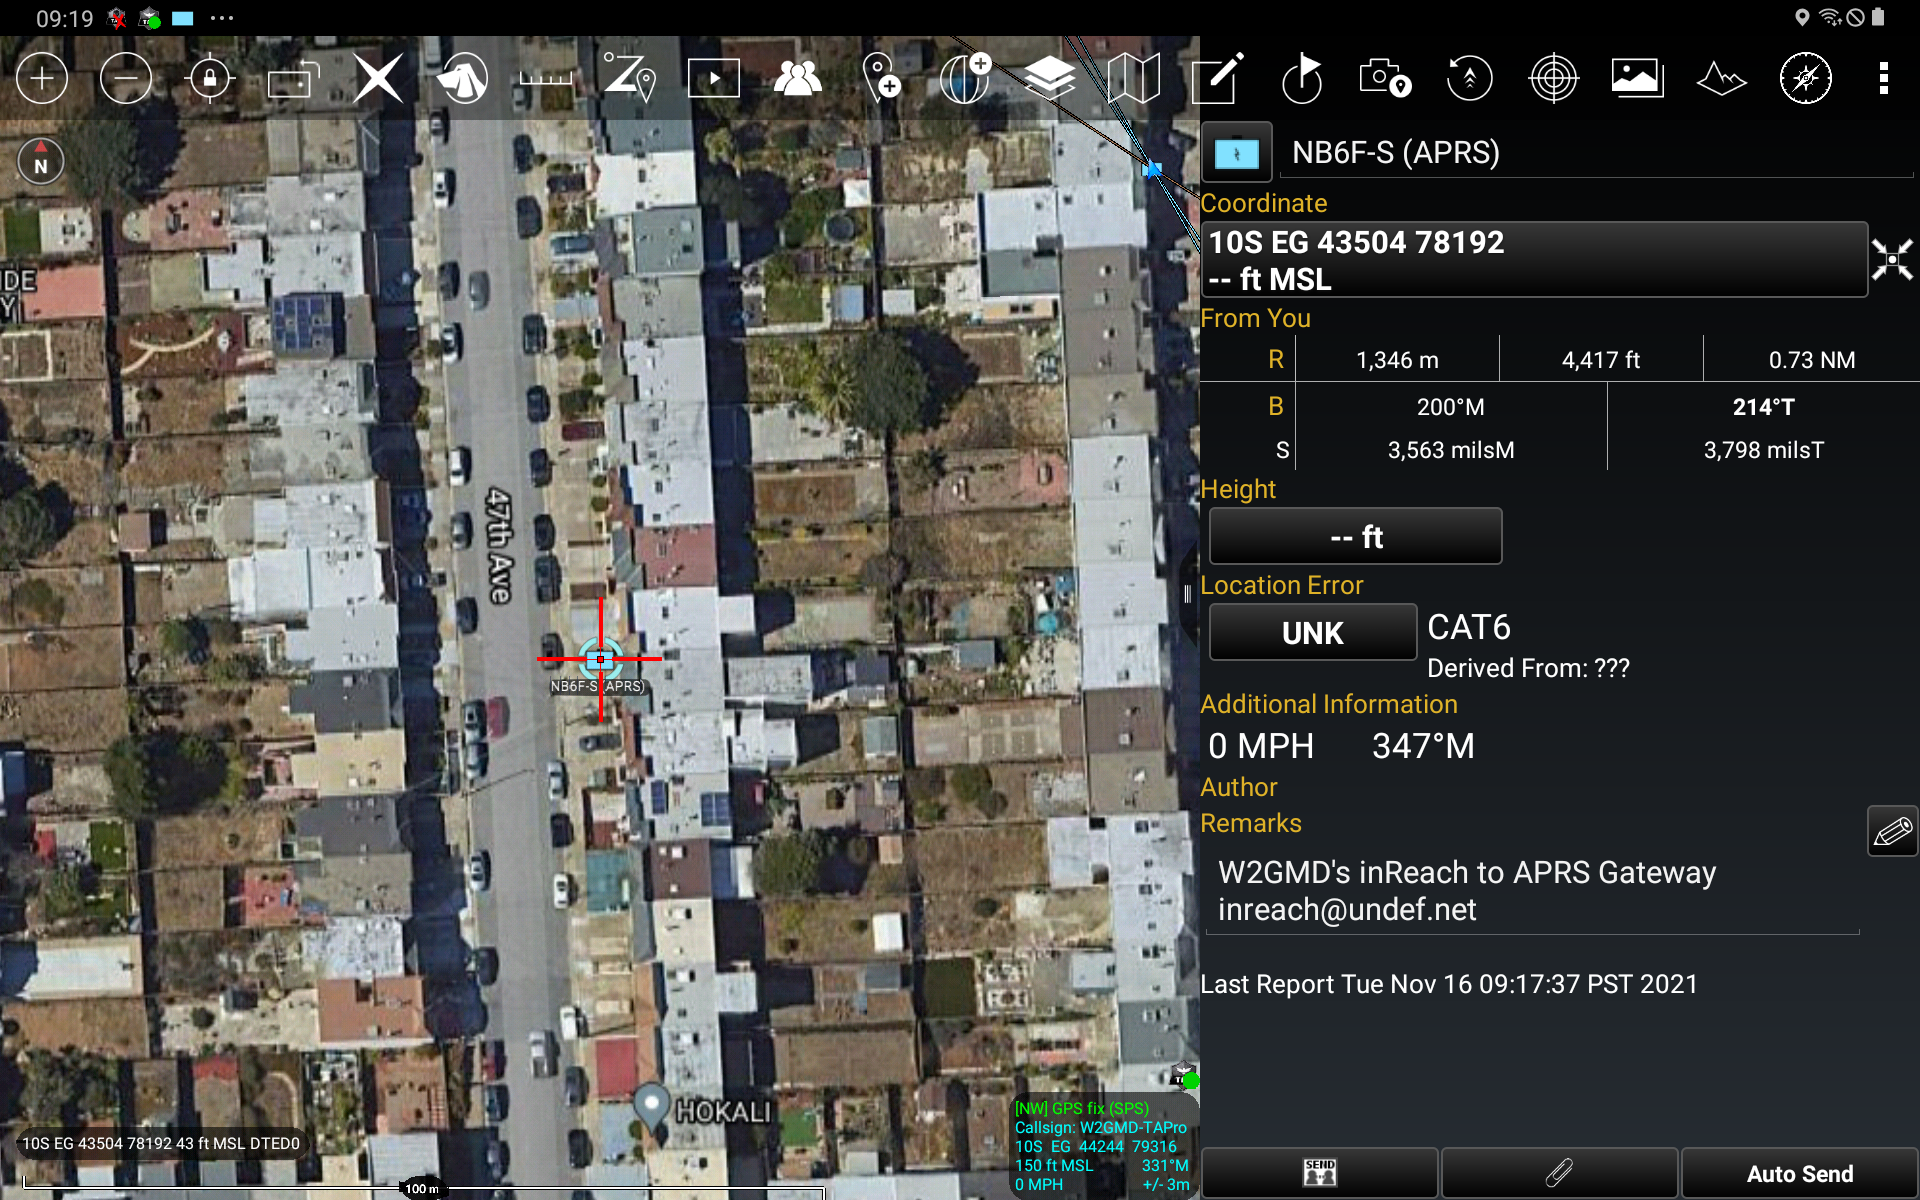 09:19
N
NB6F-S (APRS)
Coordinate
10S EG 43504 78192
-- ft MSL
From You
R 1,346 m 4,417 ft 0.73 NM
B 200°M 214°T
S 3,563 milsM 3,798 milsT
Height
-- ft
Location Error
UNK CAT6
Derived From: ???
Additional Information
0 MPH 347°M
Author
Remarks
W2GMD's inReach to APRS Gateway
inreach@undef.net
Last Report Tue Nov 16 09:17:37 PST 2021
SEND
Auto Send
IDE
Y
47th Ave
NB6F-S (APRS)
HOKALI
10S EG 43504 78192 43 ft MSL DTED0
100 m
[NW] GPS fix (SPS)
Callsign: W2GMD-TAPro
10S EG 44244 79316
150 ft MSL 331°M
0 MPH +/- 3m